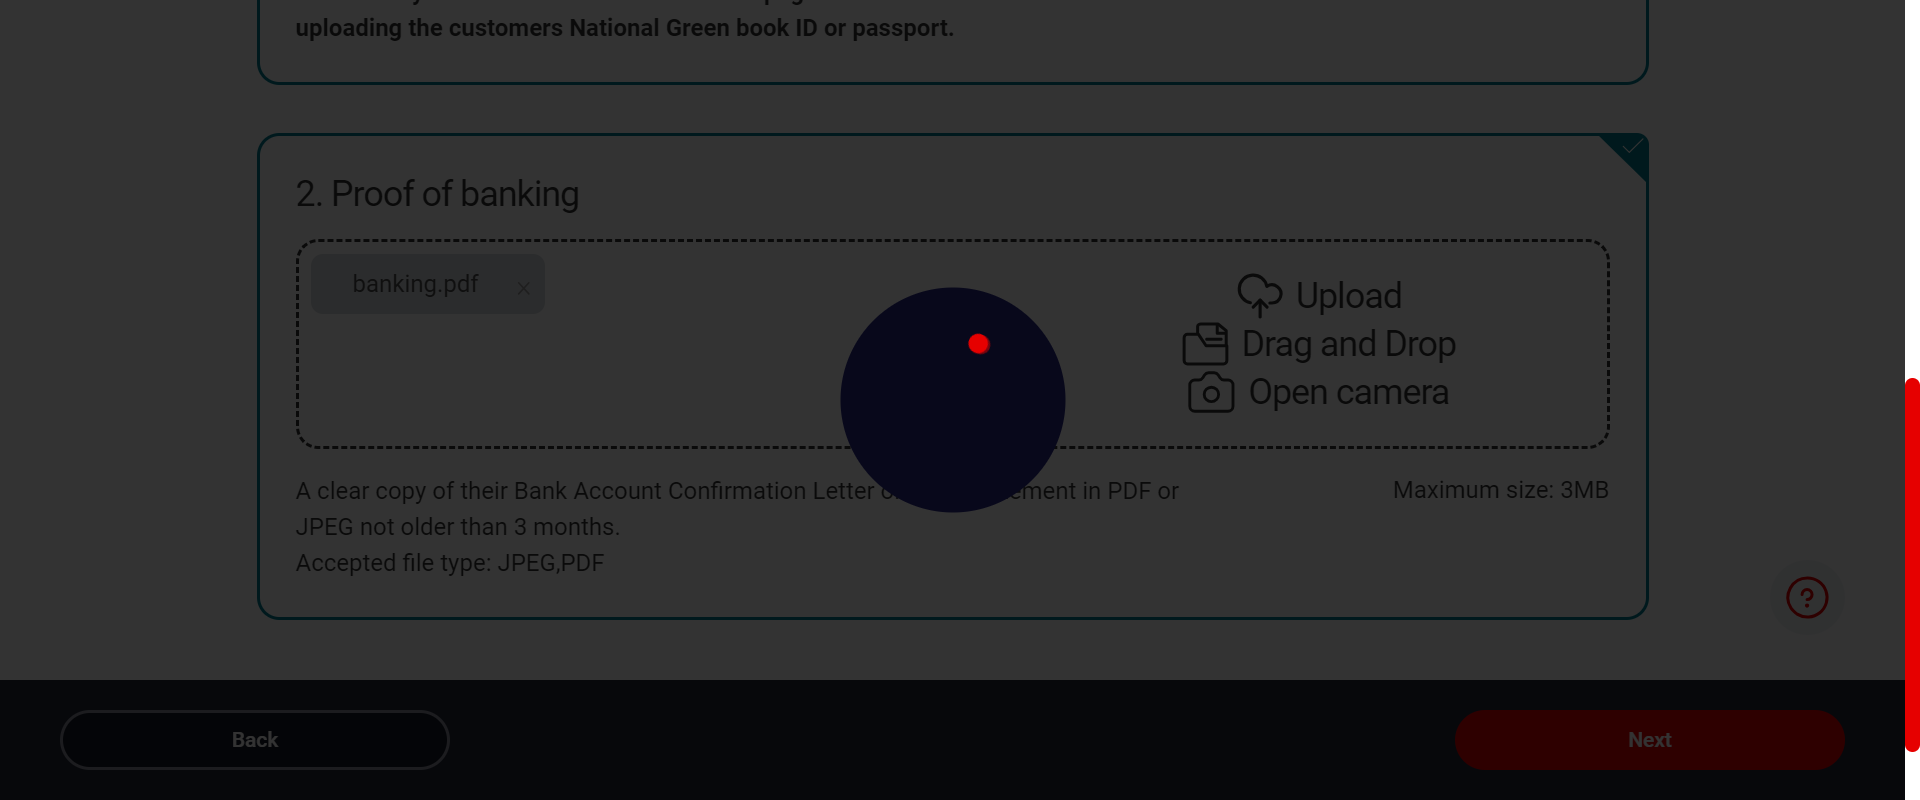 uploading the customers National Green book ID or passport.
2. Proof of banking
banking.pdf
Upload
Drag and Drop
Open camera
A clear copy of their Bank Account Confirmation Letter in PDF or
JPEG not older than 3 months.
Accepted file type: JPEG,PDF
Maximum size: 3MB
Back
Next